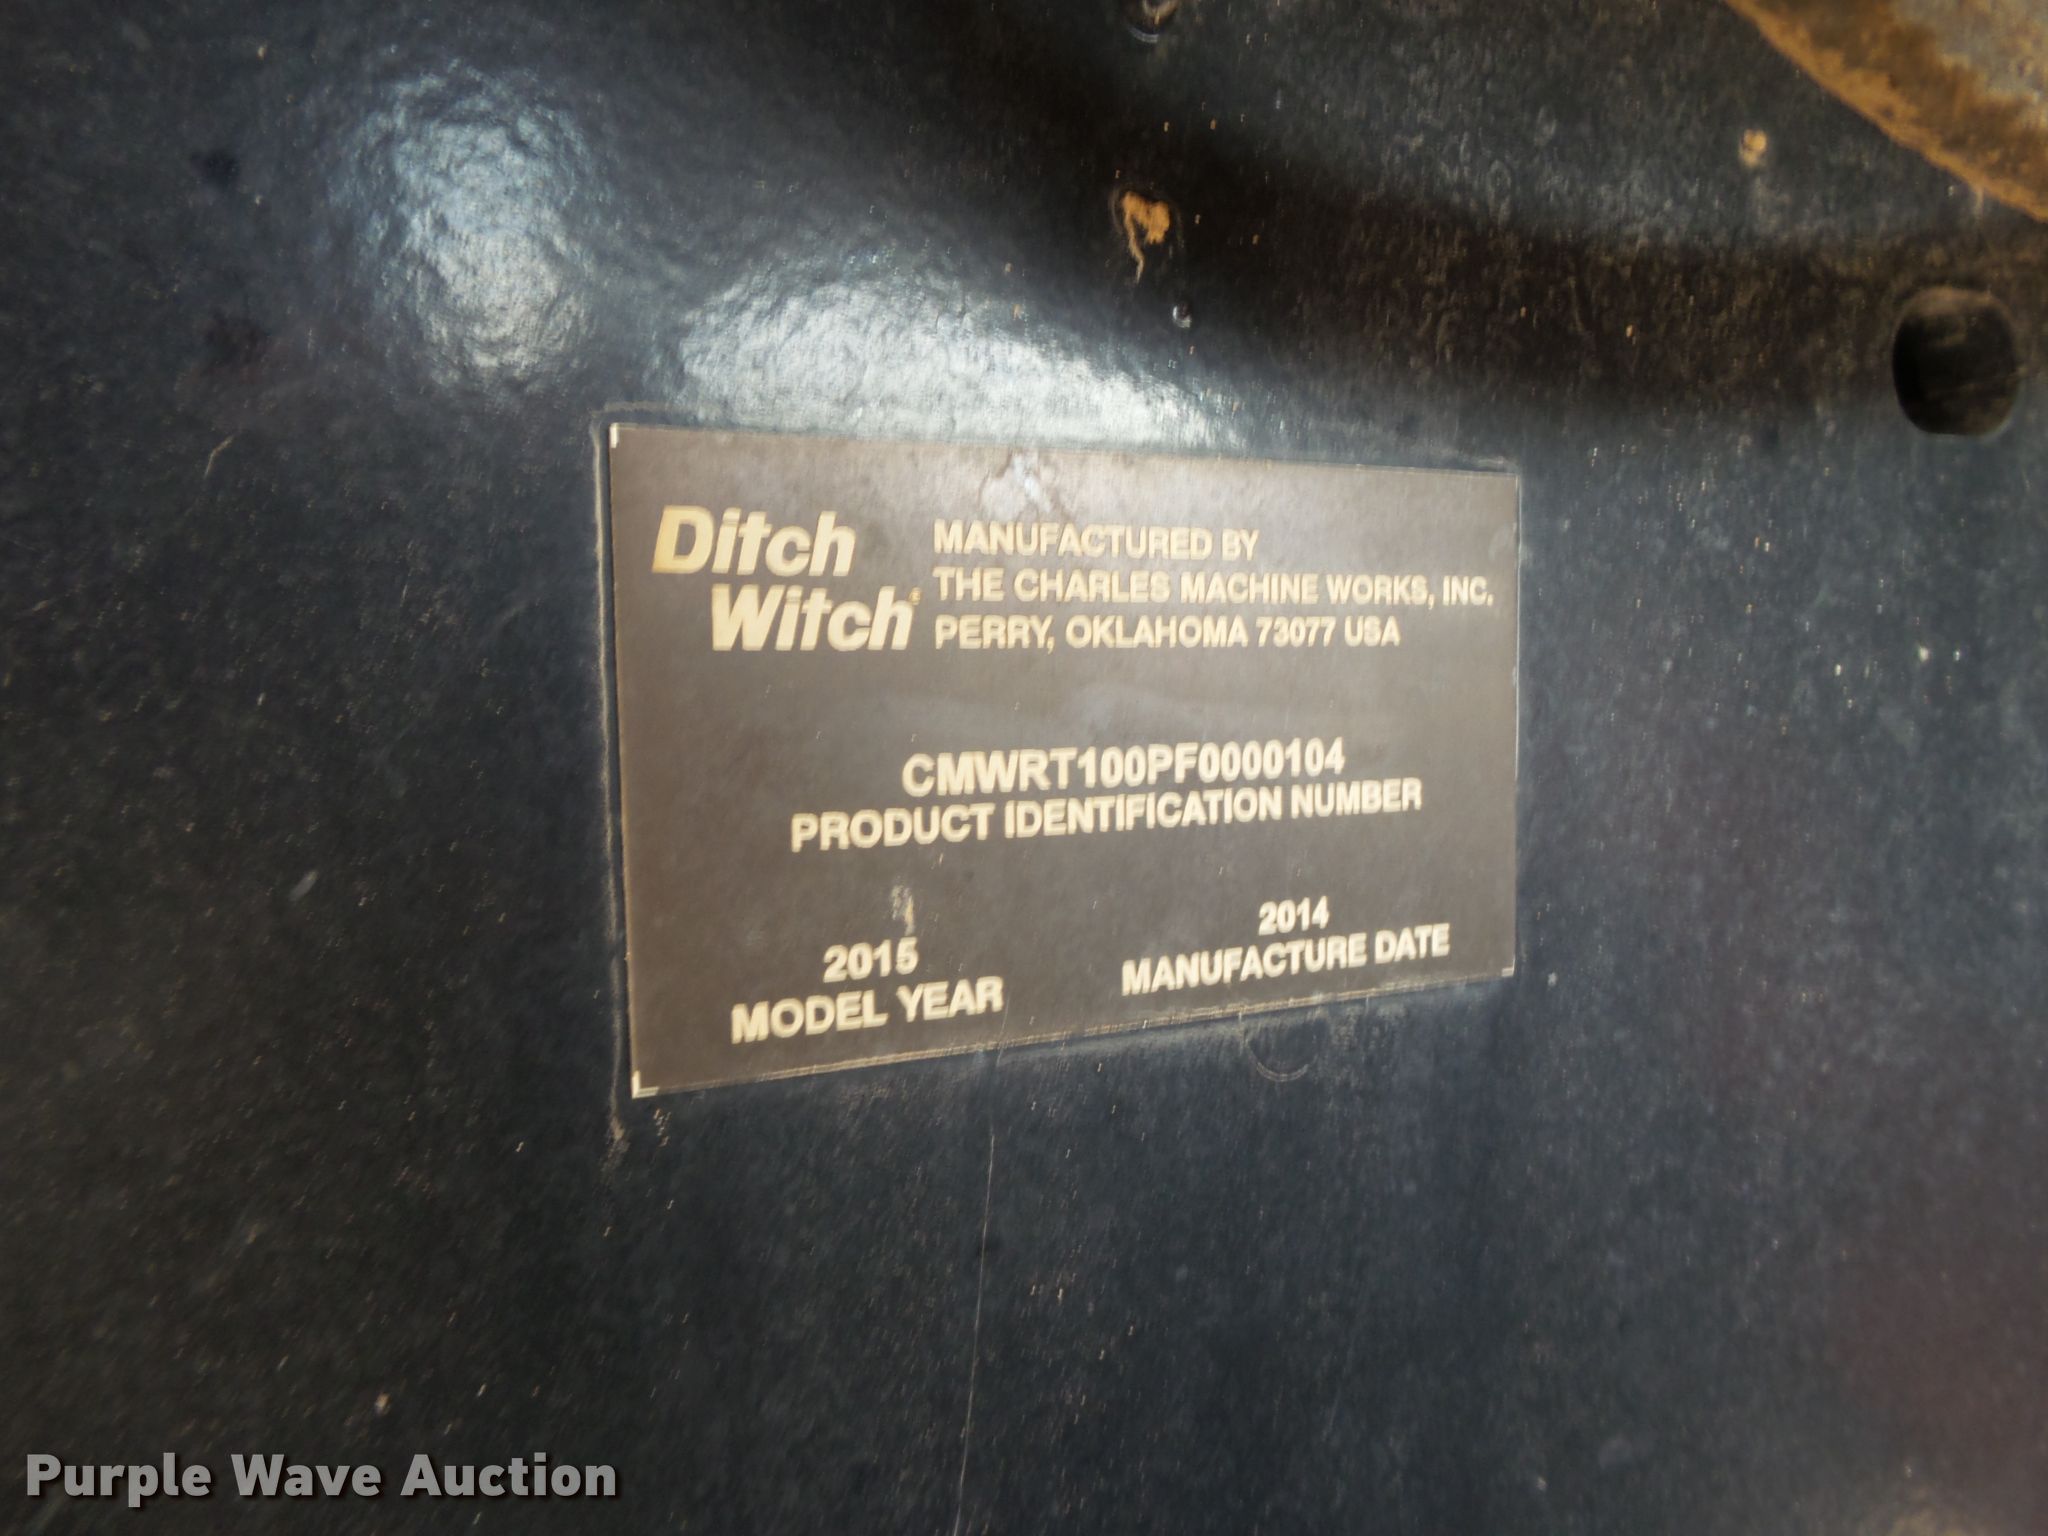 Ditch
Witch®
MANUFACTURED BY
THE CHARLES MACHINE WORKS, INC.
PERRY, OKLAHOMA 73077 USA
CMWRT100PF0000104
PRODUCT IDENTIFICATION NUMBER
2015
MODEL YEAR
2014
MANUFACTURE DATE
Purple Wave Auction